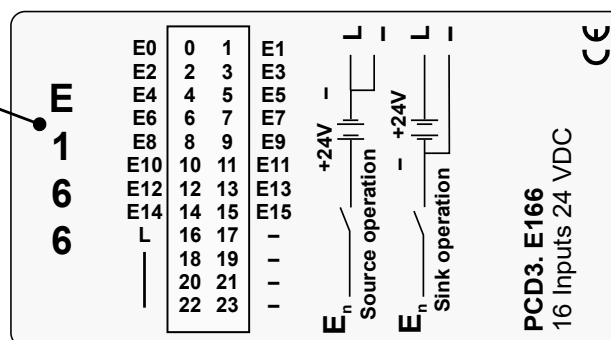 E
1
6
6
E0 0 1 E1
E2 2 3 E3
E4 4 5 E5
E6 6 7 E7
E8 8 9 E9
E10 10 11 E11
E12 12 13 E13
E14 14 15 E15
L 16 17 –
18 19 –
20 21 –
22 23 –
En +24V – L –
Source operation
En – +24V L –
Sink operation
PCD3. E166
16 Inputs 24 VDC
CE